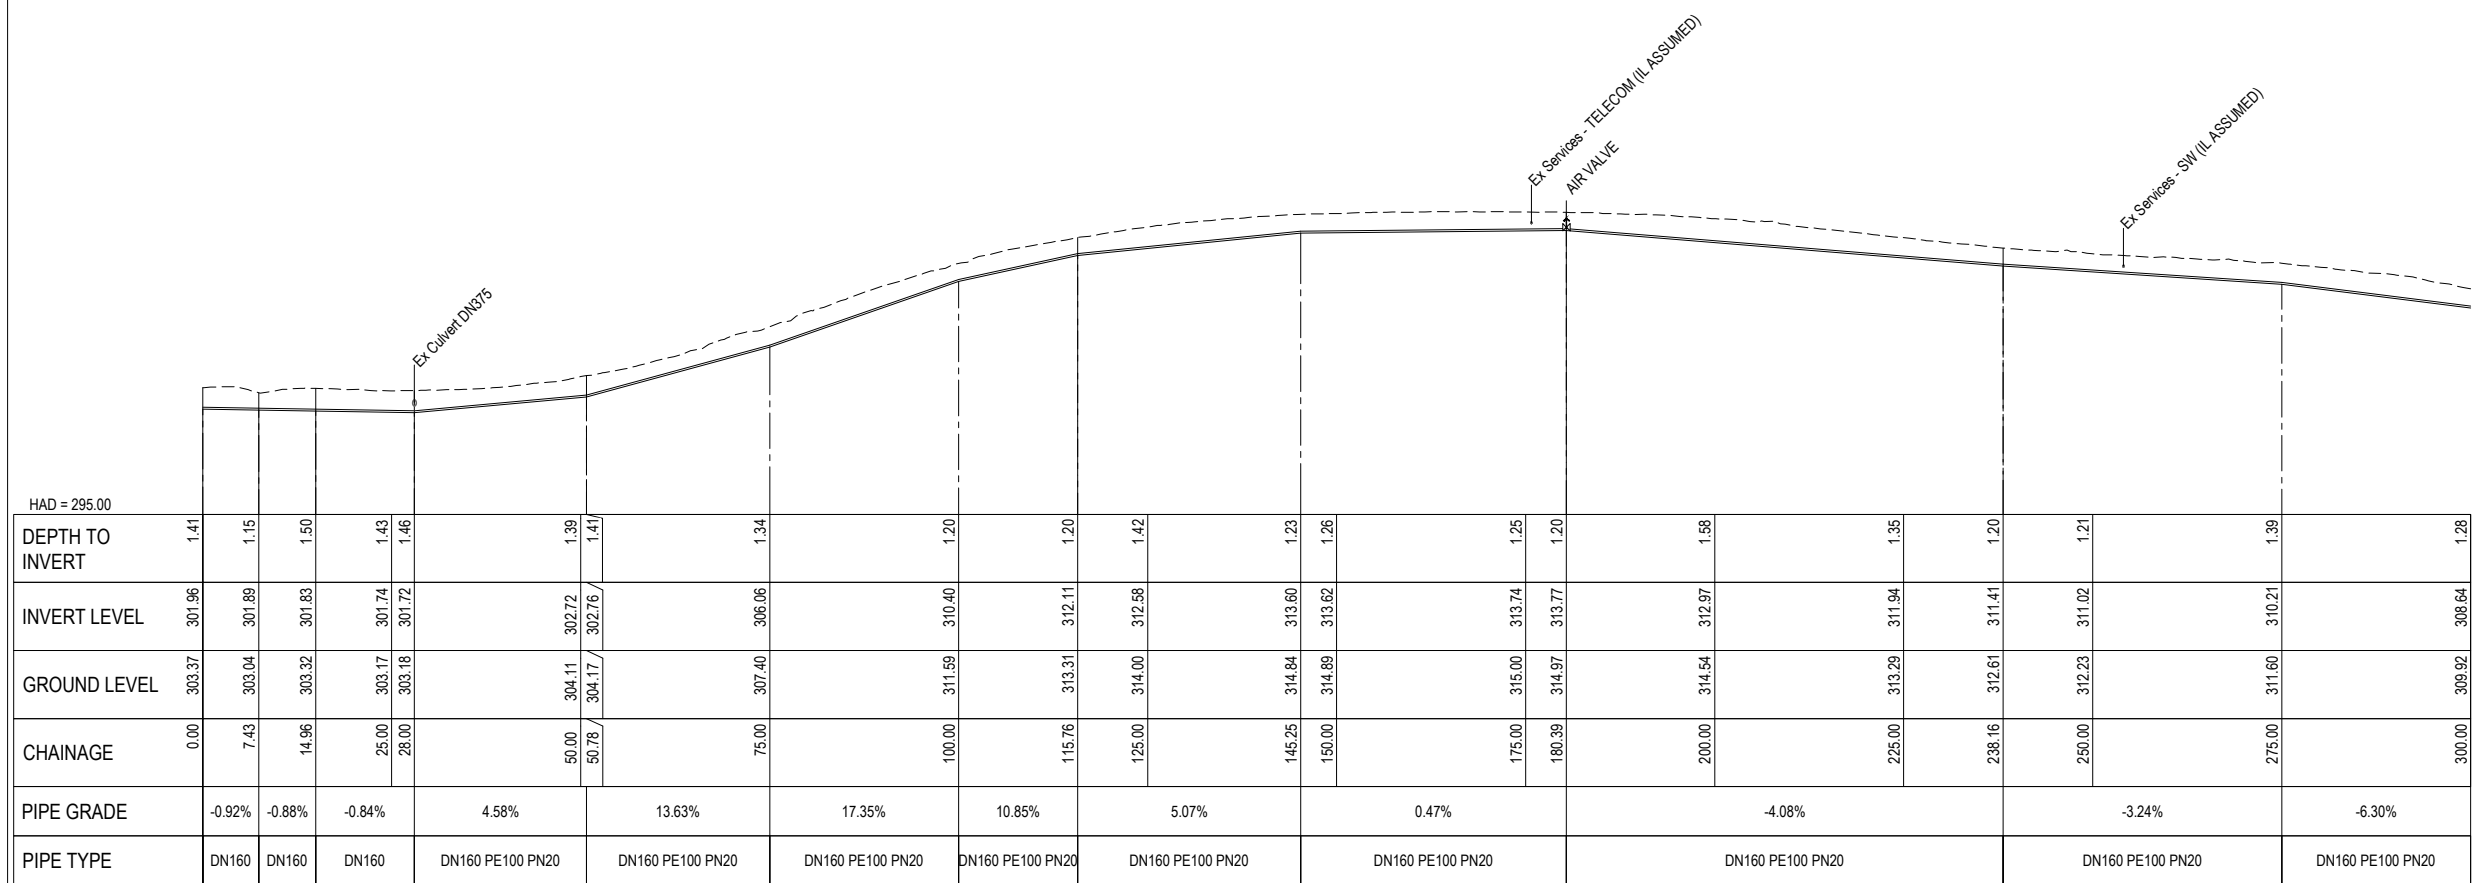 Ex Services - TELECOM (IL ASSUMED)
AIR VALVE
Ex Services - SW (IL ASSUMED)
Ex Culvert DN375
HAD = 295.00
DEPTH TO
INVERT
1.41 1.15 1.50 1.43 1.46 1.39 1.41 1.34 1.20 1.20 1.42 1.23 1.26 1.25 1.20 1.58 1.35 1.20 1.21 1.39 1.28
INVERT LEVEL 301.96 301.89 301.83 301.74 301.72 302.72 302.76 306.06 310.40 312.11 312.58 313.60 313.62 313.74 313.77 312.97 311.94 311.41 311.02 310.21 308.64
GROUND LEVEL 303.37 303.04 303.32 303.17 303.18 304.11 304.17 307.40 311.59 313.31 314.00 314.84 314.89 315.00 314.97 314.54 313.29 312.61 312.23 311.60 309.92
CHAINAGE 0.00 7.43 14.96 25.00 28.00 50.00 50.78 75.00 100.00 115.76 125.00 145.25 150.00 175.00 180.39 200.00 225.00 238.16 250.00 275.00 300.00
PIPE GRADE -0.92% -0.88% -0.84% 4.58% 13.63% 17.35% 10.85% 5.07% 0.47% -4.08% -3.24% -6.30%
PIPE TYPE DN160 DN160 DN160 DN160 PE100 PN20 DN160 PE100 PN20 DN160 PE100 PN20 DN160 PE100 PN20 DN160 PE100 PN20 DN160 PE100 PN20 DN160 PE100 PN20 DN160 PE100 PN20 DN160 PE100 PN20